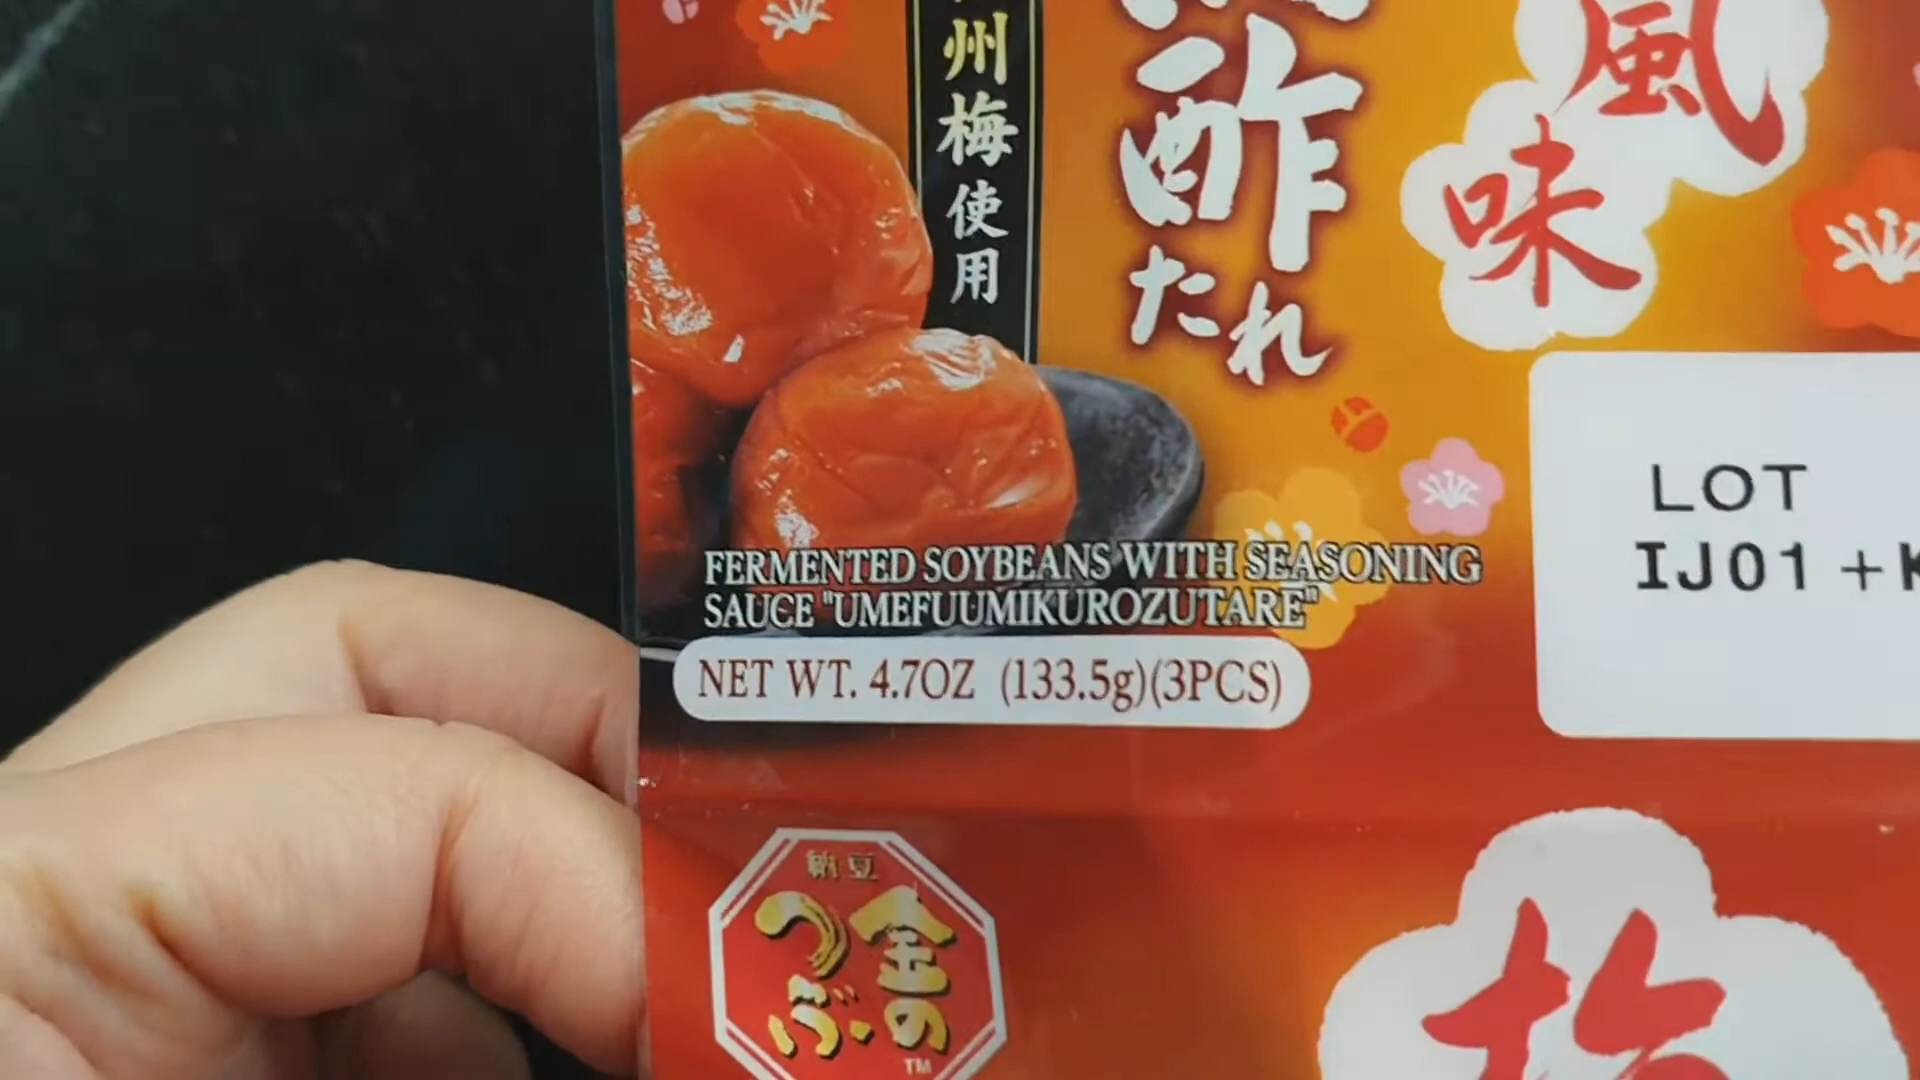 州梅使用
酢たれ
風味
FERMENTED SOYBEANS WITH SEASONING
SAUCE "UMEFUUMIKUROZUTARE"
NET WT. 4.7OZ (133.5g)(3PCS)
LOT
IJ01+K
納豆
金の
つぶ
TM
梅